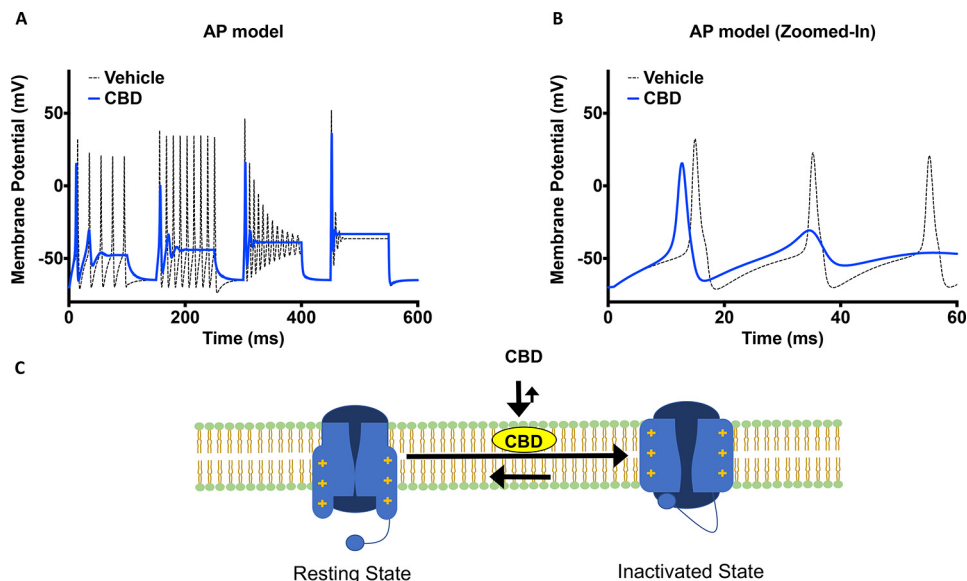 A
AP model
Vehicle
CBD
Membrane Potential (mV)
50
0
-50
0
200
400
600
Time (ms)
B
AP model (Zoomed-In)
Vehicle
CBD
Membrane Potential (mV)
50
0
-50
0
20
40
60
Time (ms)
C
CBD
CBD
+ + + + + +
+ + + + + +
Resting State
Inactivated State